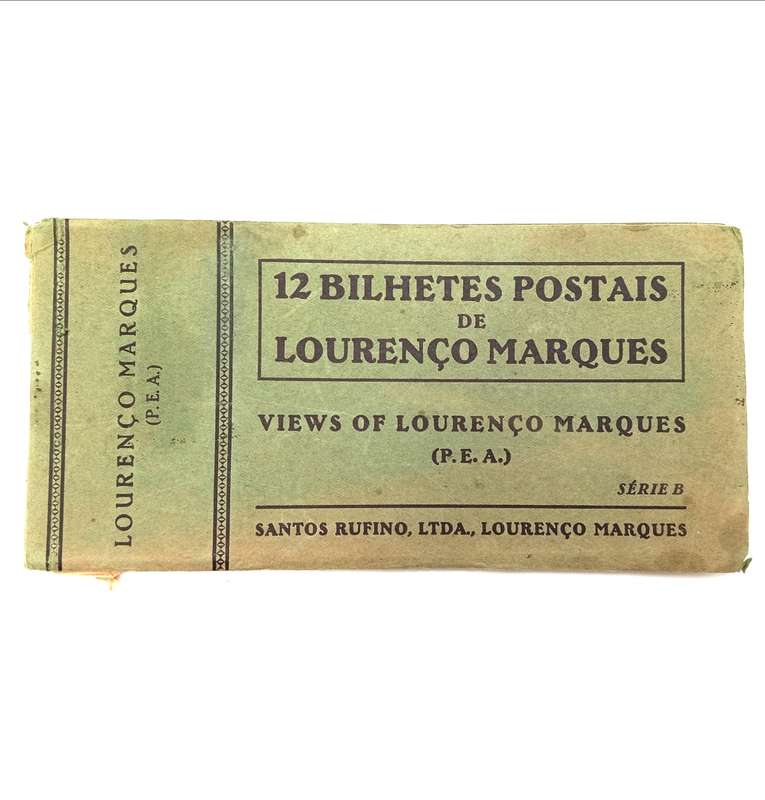 LOURENÇO MARQUES
(P. E. A.)
12 BILHETES POSTAIS
DE
LOURENÇO MARQUES
VIEWS OF LOURENÇO MARQUES
(P. E. A.)
SÉRIE B
SANTOS RUFINO, LTDA., LOURENÇO MARQUES